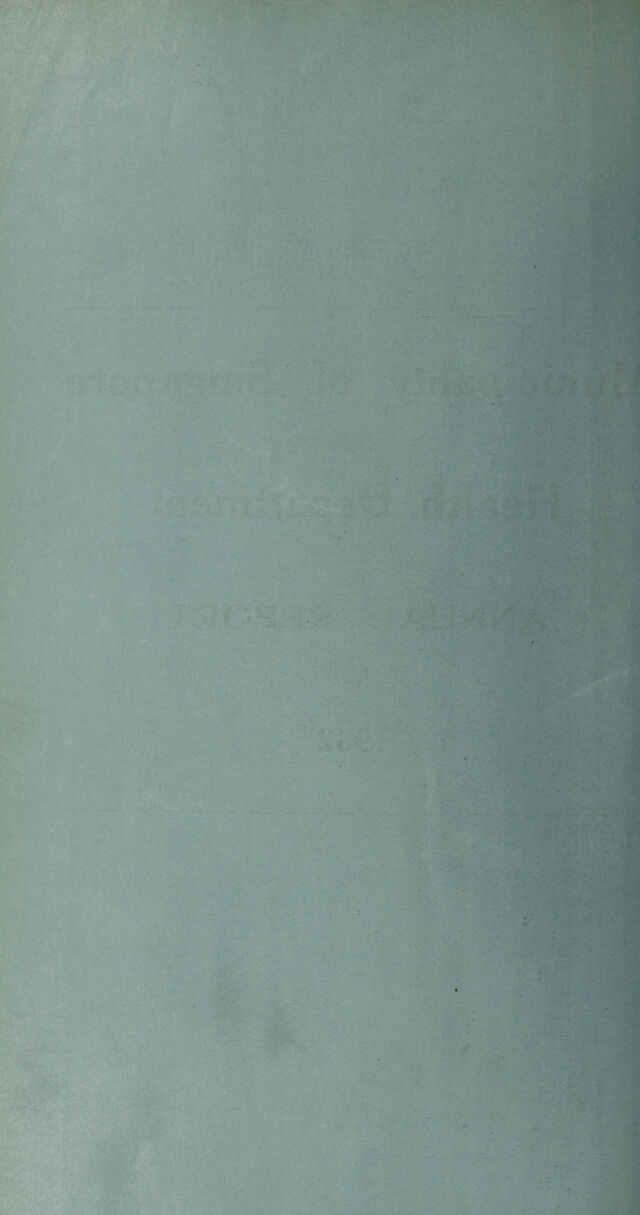 Municipality of Singapore
Health Department
ANNUAL REPORT
1932